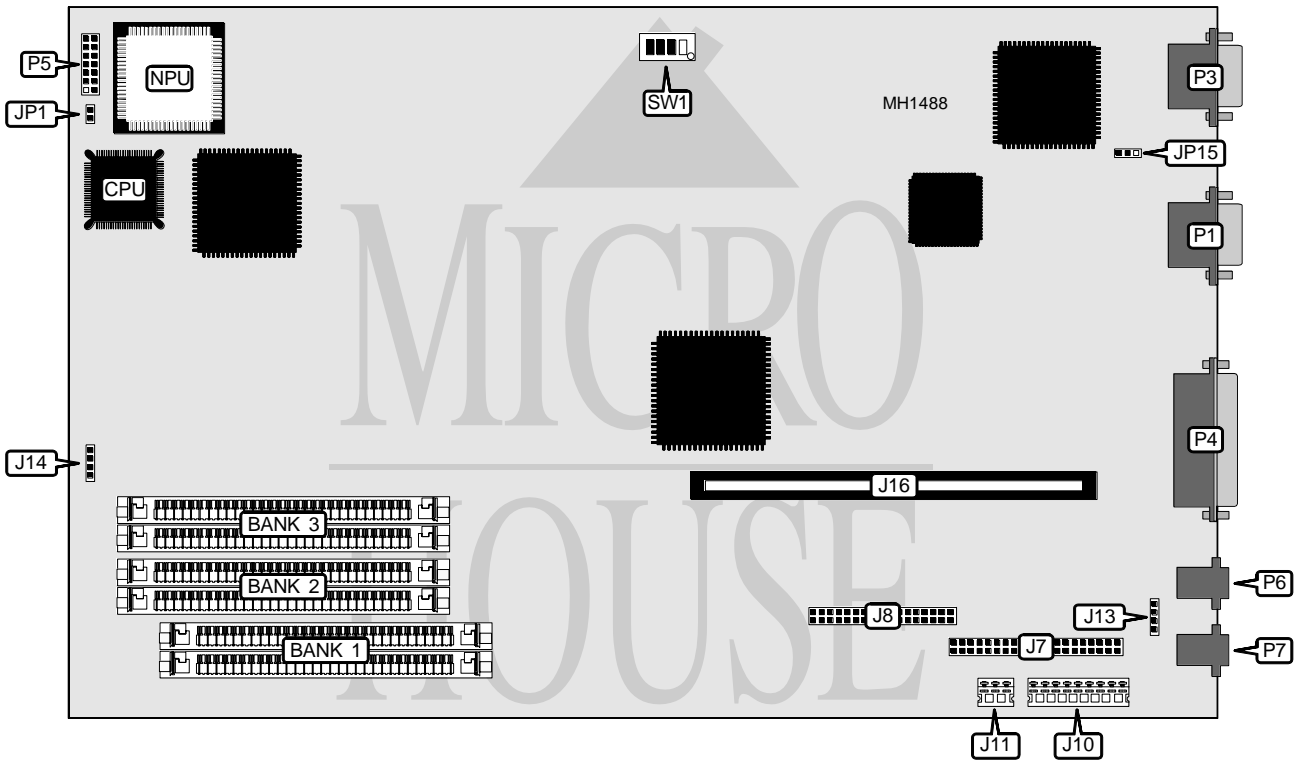 P5
NPU
SW1
P3
MH1488
JP1
JP15
CPU
P1
MICRO
P4
J14
J16
HOUSE
BANK 3
BANK 2
P6
J8
J13
J7
BANK 1
P7
J11
J10